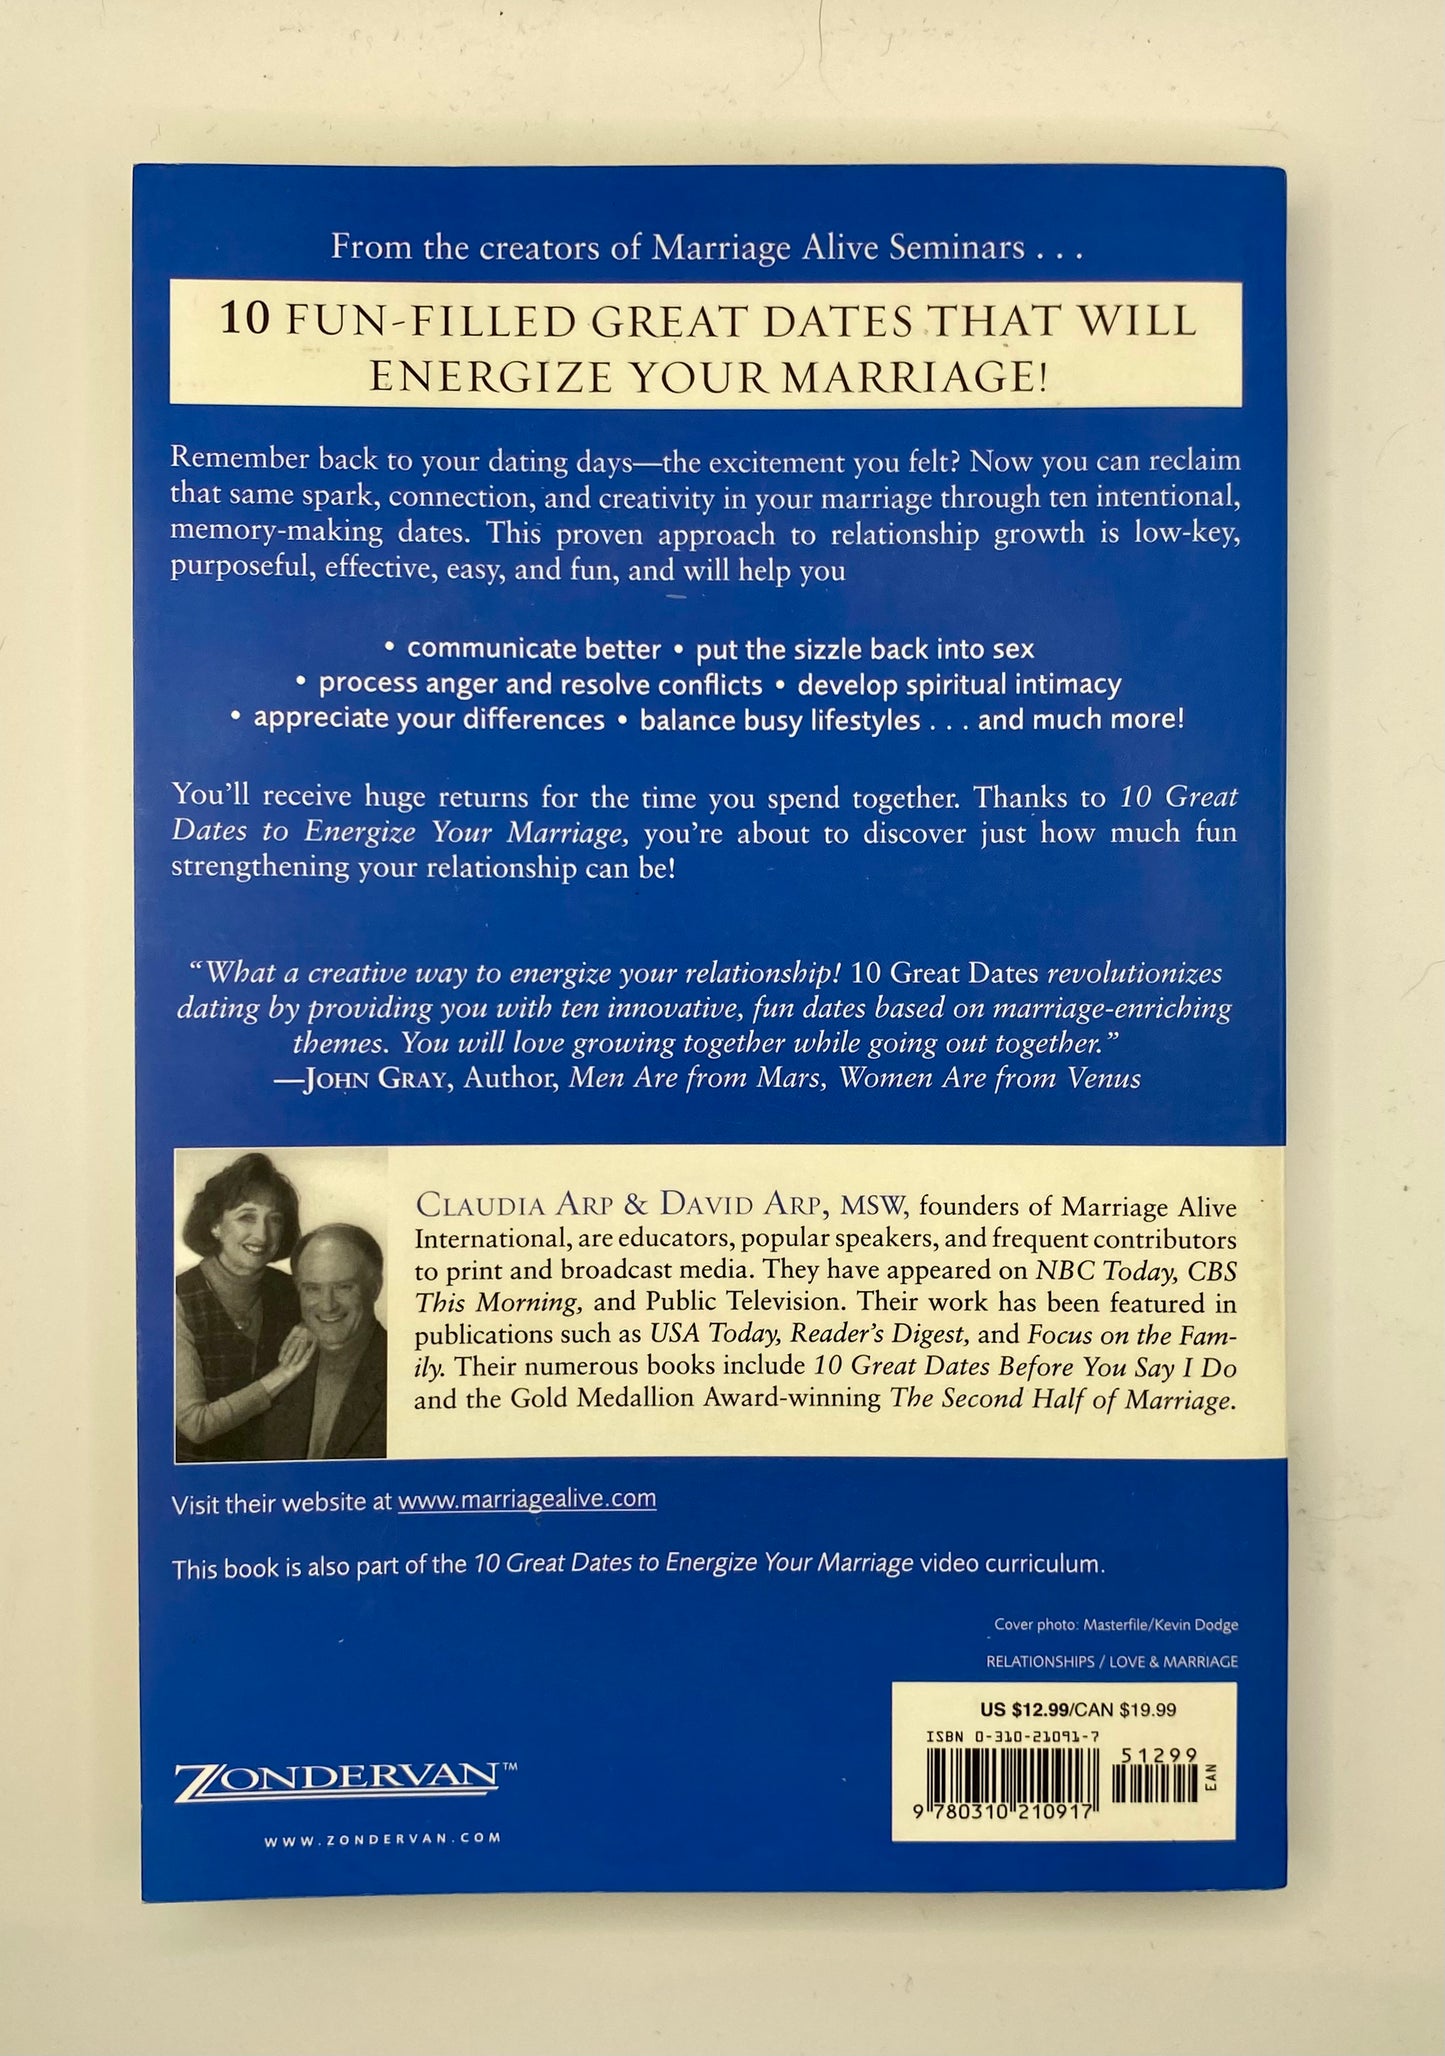 From the creators of Marriage Alive Seminars . . .
10 FUN-FILLED GREAT DATES THAT WILL
ENERGIZE YOUR MARRIAGE!
Remember back to your dating days—the excitement you felt? Now you can reclaim
that same spark, connection, and creativity in your marriage through ten intentional,
memory-making dates. This proven approach to relationship growth is low-key,
purposeful, effective, easy, and fun, and will help you
• communicate better • put the sizzle back into sex
• process anger and resolve conflicts • develop spiritual intimacy
• appreciate your differences • balance busy lifestyles . . . and much more!
You'll receive huge returns for the time you spend together. Thanks to 10 Great
Dates to Energize Your Marriage, you're about to discover just how much fun
strengthening your relationship can be!
"What a creative way to energize your relationship! 10 Great Dates revolutionizes
dating by providing you with ten innovative, fun dates based on marriage-enriching
themes. You will love growing together while going out together."
—JOHN GRAY, Author, Men Are from Mars, Women Are from Venus
CLAUDIA ARP & DAVID ARP, MSW, founders of Marriage Alive
International, are educators, popular speakers, and frequent contributors
to print and broadcast media. They have appeared on NBC Today, CBS
This Morning, and Public Television. Their work has been featured in
publications such as USA Today, Reader's Digest, and Focus on the Fam-
ily. Their numerous books include 10 Great Dates Before You Say I Do
and the Gold Medallion Award-winning The Second Half of Marriage.
Visit their website at www.marriagealive.com
This book is also part of the 10 Great Dates to Energize Your Marriage video curriculum.
Cover photo: Masterfile/Kevin Dodge
RELATIONSHIPS / LOVE & MARRIAGE
US $12.99/CAN $19.99
ISBN 0-310-21091-7
51299
EAN
9 780310 210917
ZONDERVAN™
WWW.ZONDERVAN.COM